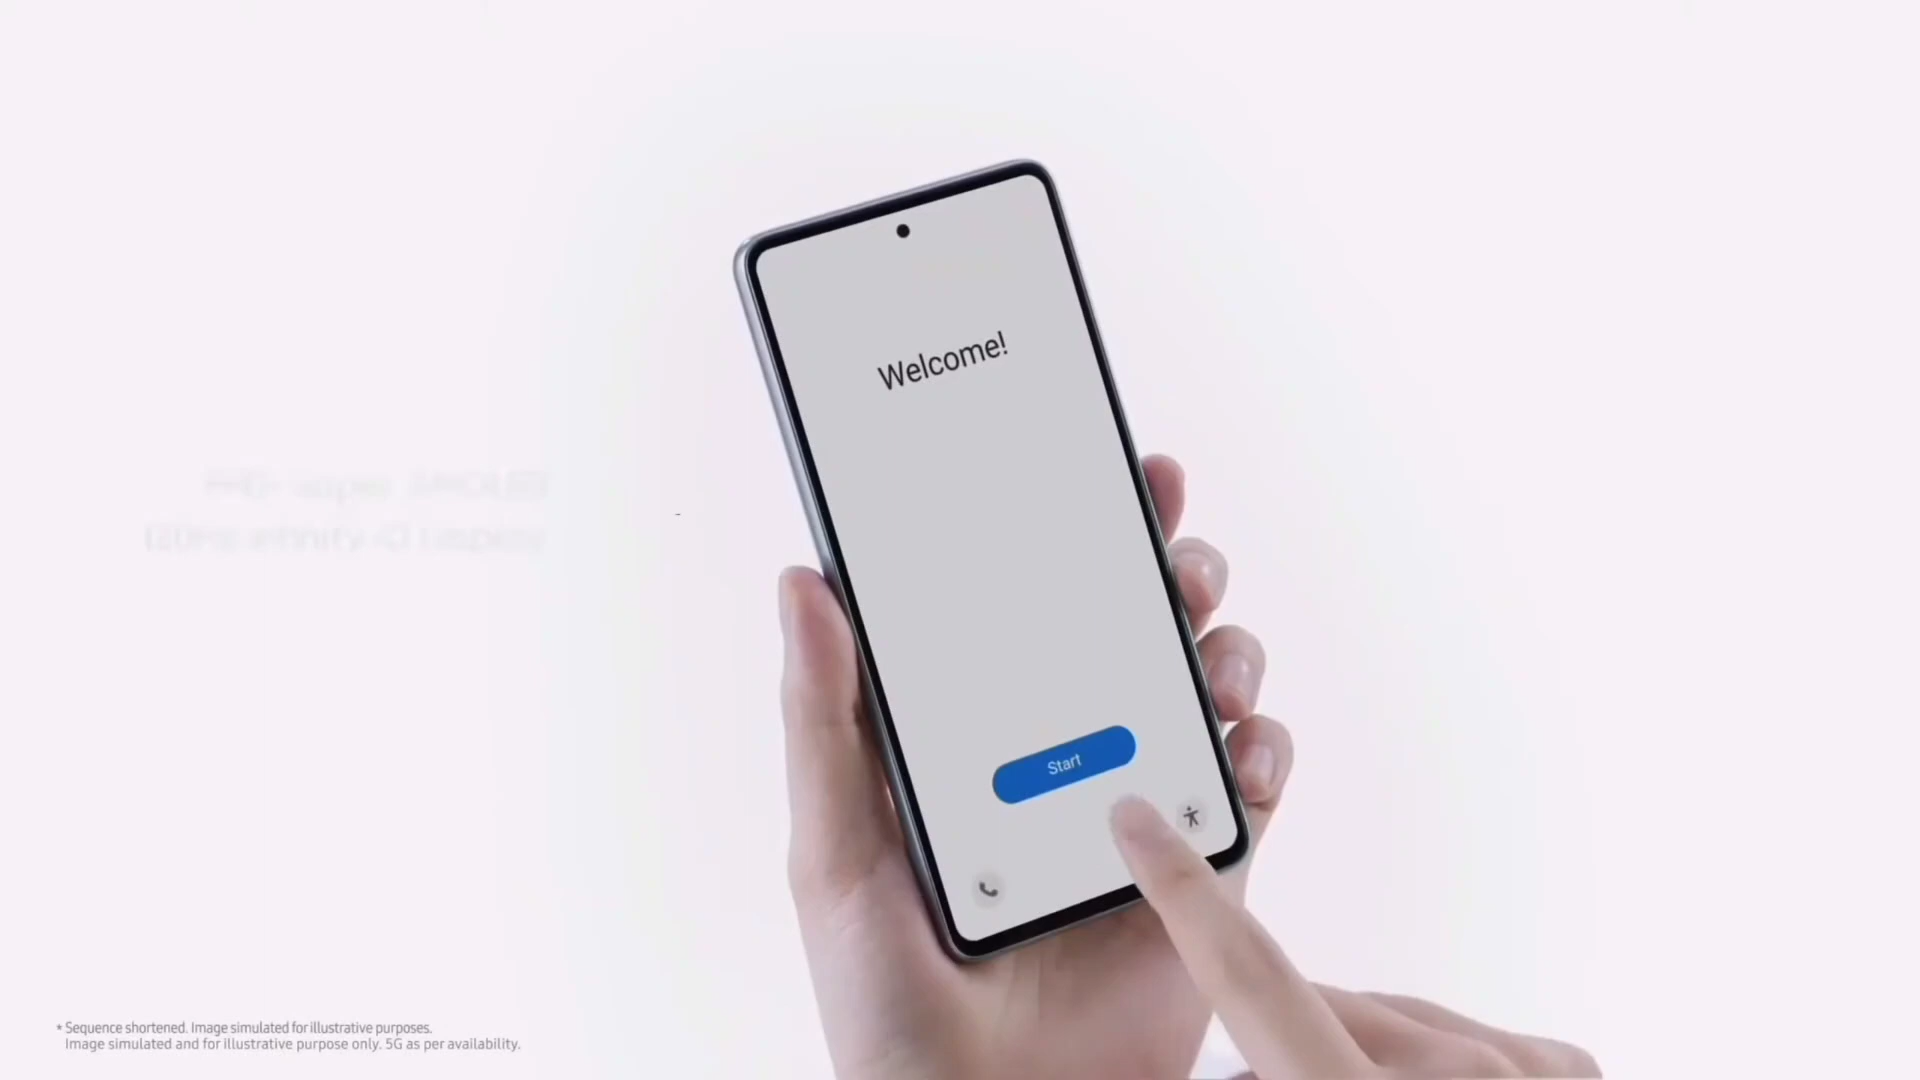 Welcome!
Start
* Sequence shortened. Image simulated for illustrative purposes.
Image simulated and for illustrative purpose only. 5G as per availability.